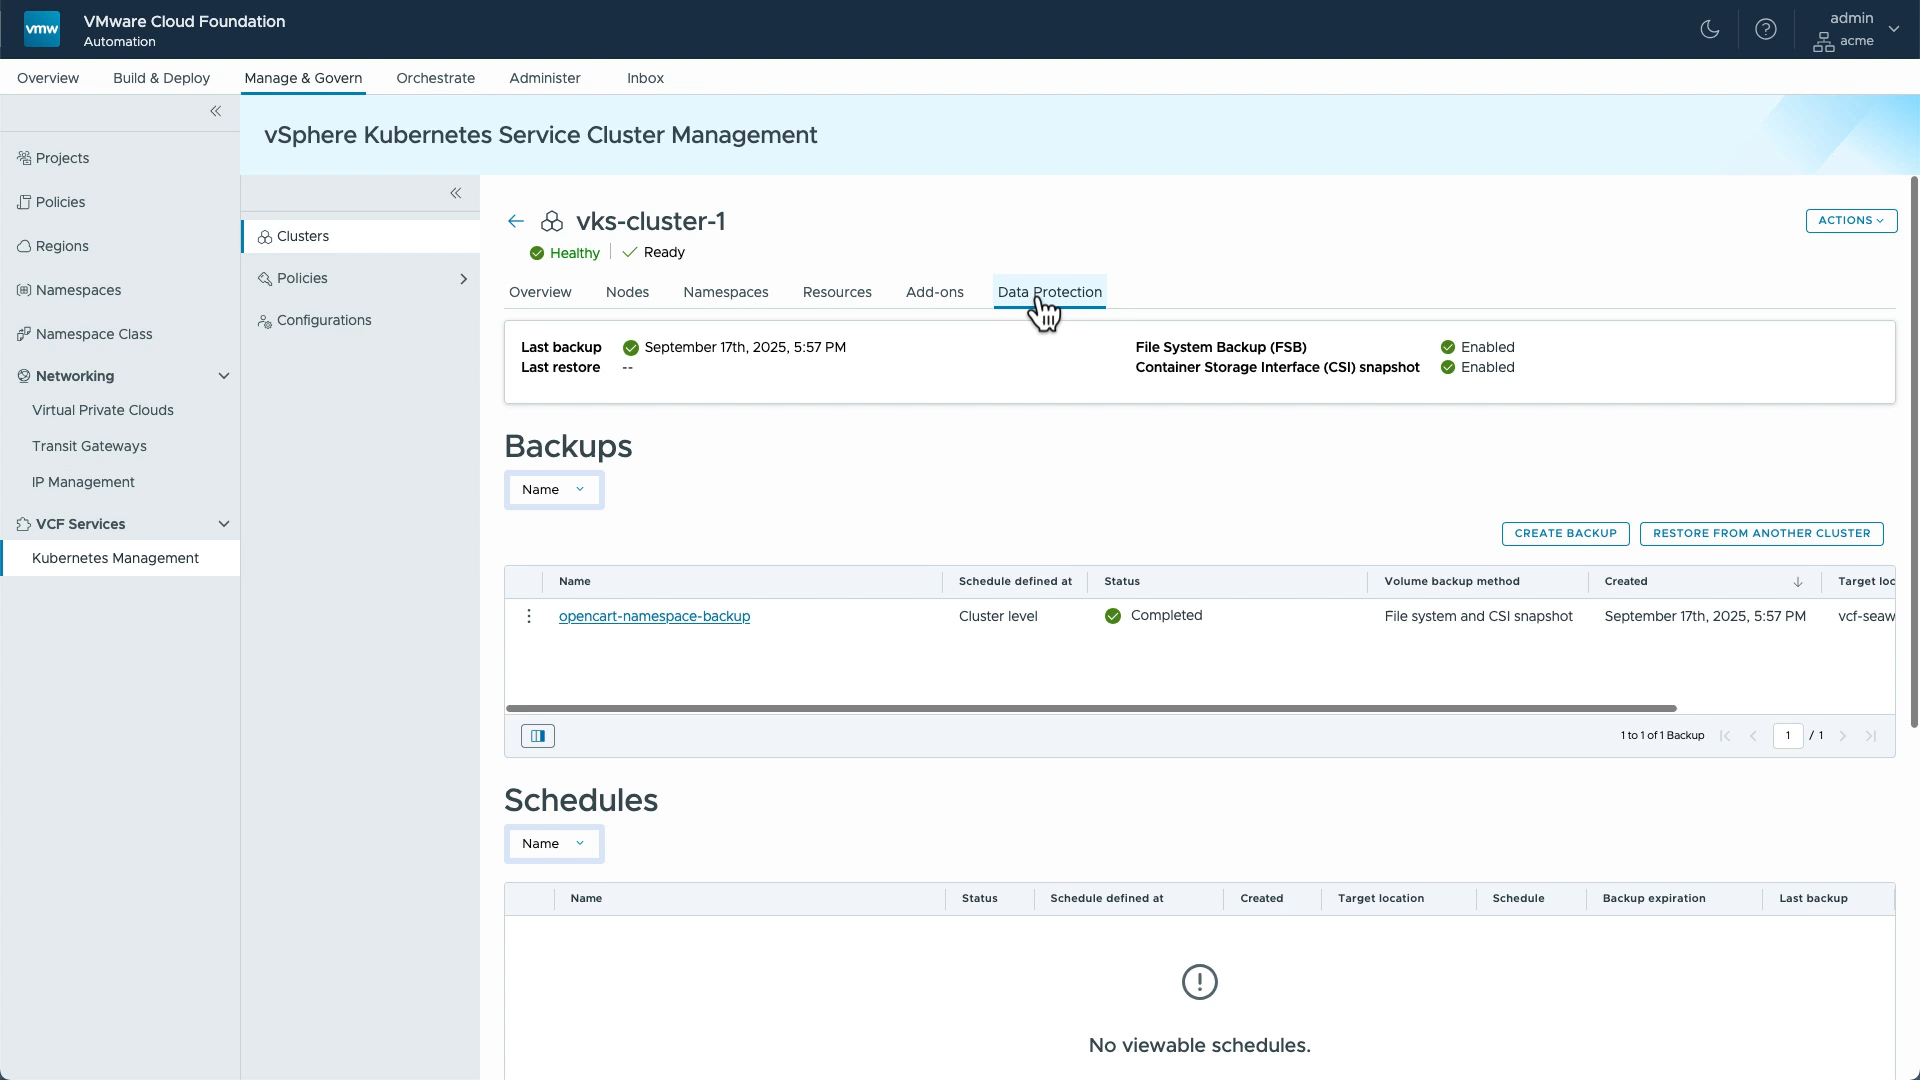 vmw
VMware Cloud Foundation
Automation
admin
acme
Overview
Build & Deploy
Manage & Govern
Orchestrate
Administer
Inbox
Projects
Policies
Regions
Namespaces
Namespace Class
Networking
Virtual Private Clouds
Transit Gateways
IP Management
VCF Services
Kubernetes Management
vSphere Kubernetes Service Cluster Management
Clusters
Policies
Configurations
vks-cluster-1
ACTIONS
Healthy
Ready
Overview
Nodes
Namespaces
Resources
Add-ons
Data Protection
Last backup September 17th, 2025, 5:57 PM
Last restore --
File System Backup (FSB) Enabled
Container Storage Interface (CSI) snapshot Enabled
Backups
Name
CREATE BACKUP
RESTORE FROM ANOTHER CLUSTER
Name Schedule defined at Status Volume backup method Created Target loc
opencart-namespace-backup Cluster level Completed File system and CSI snapshot September 17th, 2025, 5:57 PM vcf-seaw
1 to 1 of 1 Backup 1 / 1
Schedules
Name
Name Status Schedule defined at Created Target location Schedule Backup expiration Last backup
No viewable schedules.